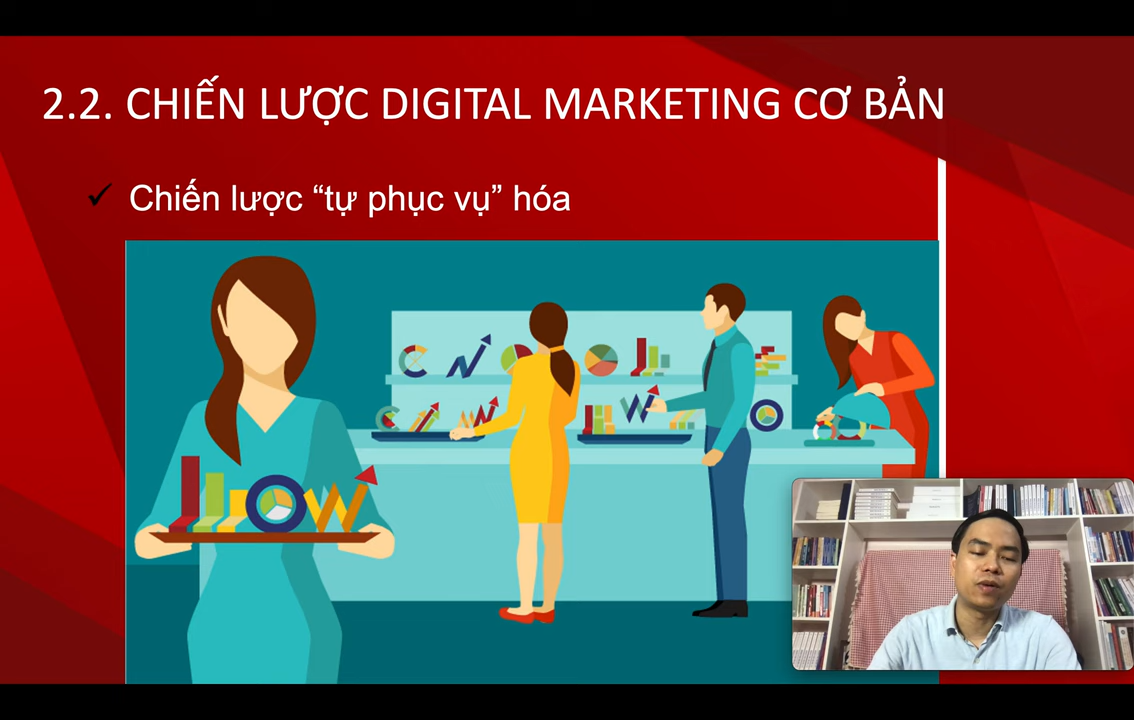 2.2. CHIẾN LƯỢC DIGITAL MARKETING CƠ BẢN
✓ Chiến lược “tự phục vụ” hóa